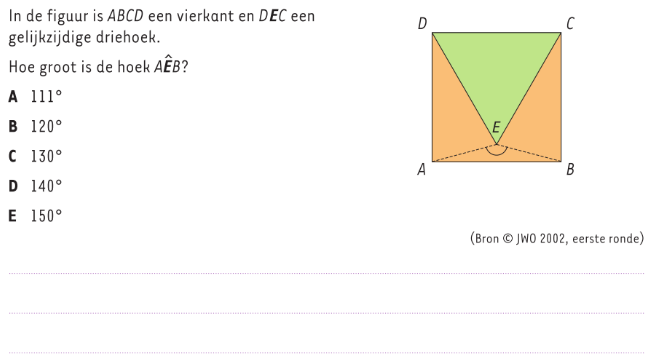 In de figuur is ABCD een vierkant en DEC een
gelijkzijdige driehoek.
Hoe groot is de hoek AÊB?
A 111°
B 120°
C 130°
D 140°
E 150°
D
C
E
A
B
(Bron © JWO 2002, eerste ronde)